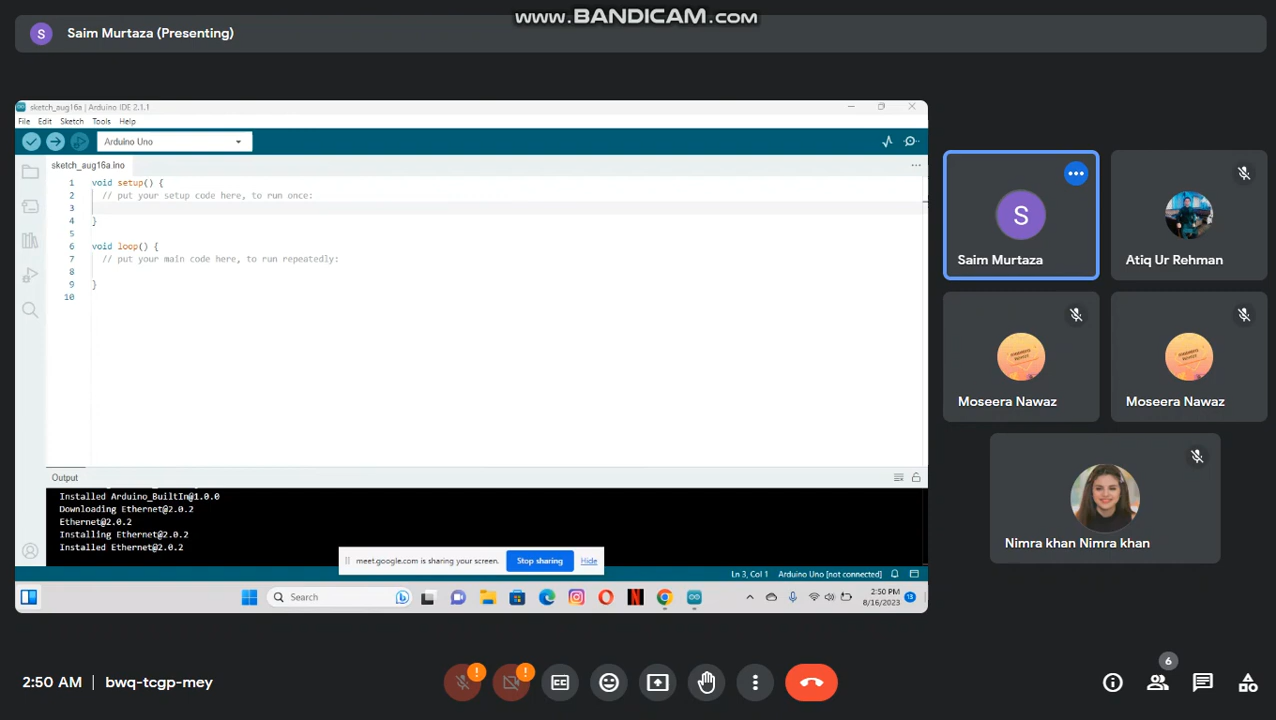 www.BANDICAM.com
S
Saim Murtaza (Presenting)
sketch_aug16a | Arduino IDE 2.1.1
File Edit Sketch Tools Help
Arduino Uno
sketch_aug16a.ino
1 void setup() {
2 // put your setup code here, to run once:
3
4 }
5
6 void loop() {
7 // put your main code here, to run repeatedly:
8
9 }
10
Output
Installed Arduino_BuiltIn@1.0.0
Downloading Ethernet@2.0.2
Ethernet@2.0.2
Installing Ethernet@2.0.2
Installed Ethernet@2.0.2
meet.google.com is sharing your screen. Stop sharing Hide
Ln 3, Col 1 Arduino Uno [not connected]
Search
2:50 PM
8/16/2023
13
S
Saim Murtaza
Atiq Ur Rehman
Moseera Nawaz
Moseera Nawaz
Nimra khan Nimra khan
2:50 AM | bwq-tcgp-mey
6